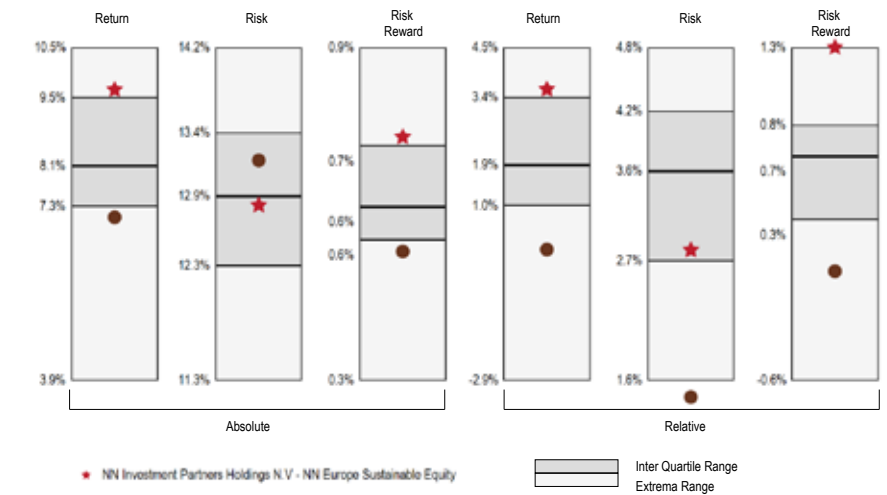 Return Risk Risk Reward Return Risk Risk Reward
10.5% 14.2% 0.9% 4.5% 4.8% 1.3%
9.5% 13.4% 0.7% 3.4% 4.2% 0.8%
8.1% 12.9% 0.6% 1.9% 3.6% 0.7%
7.3% 12.3% 0.6% 1.0% 2.7% 0.3%
3.9% 11.3% 0.3% -2.9% 1.6% -0.6%
Absolute Relative
NN Investment Partners Holdings N.V - NN Europe Sustainable Equity
Inter Quartile Range
Extrema Range